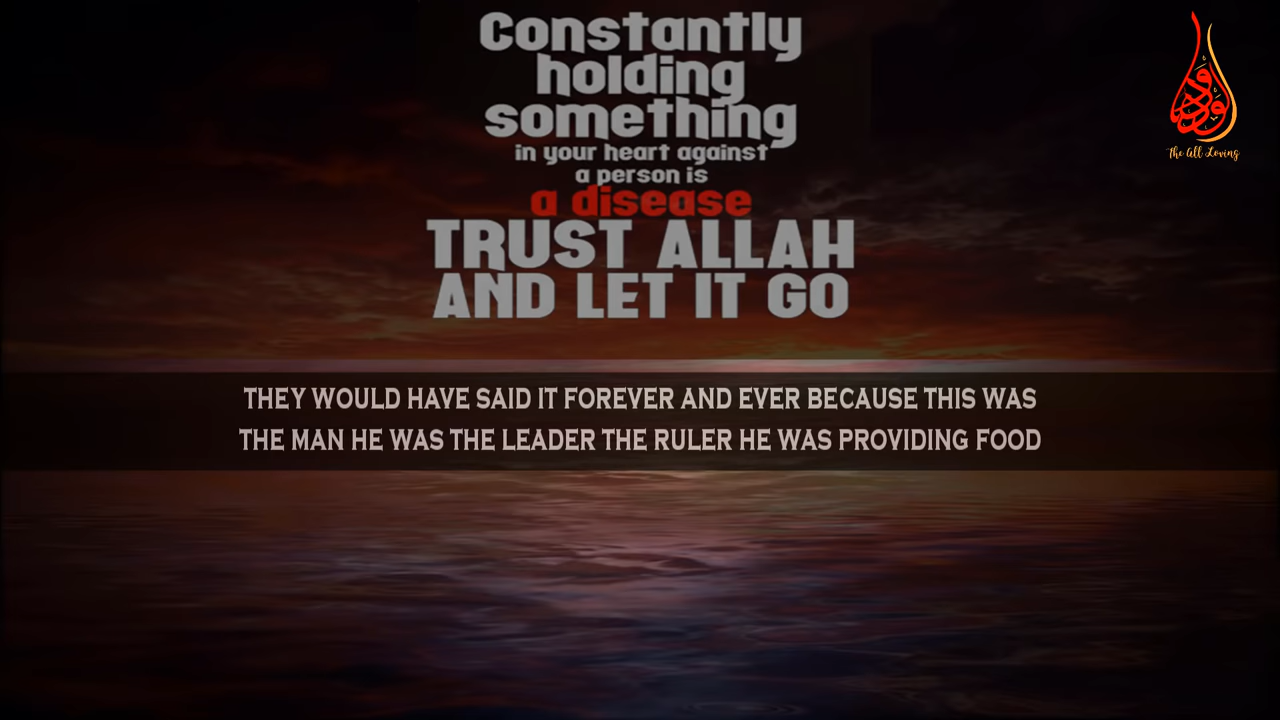 Constantly
holding
something
in your heart against
a person is
a disease
TRUST ALLAH
AND LET IT GO
الودود
The All Loving
THEY WOULD HAVE SAID IT FOREVER AND EVER BECAUSE THIS WAS
THE MAN HE WAS THE LEADER THE RULER HE WAS PROVIDING FOOD